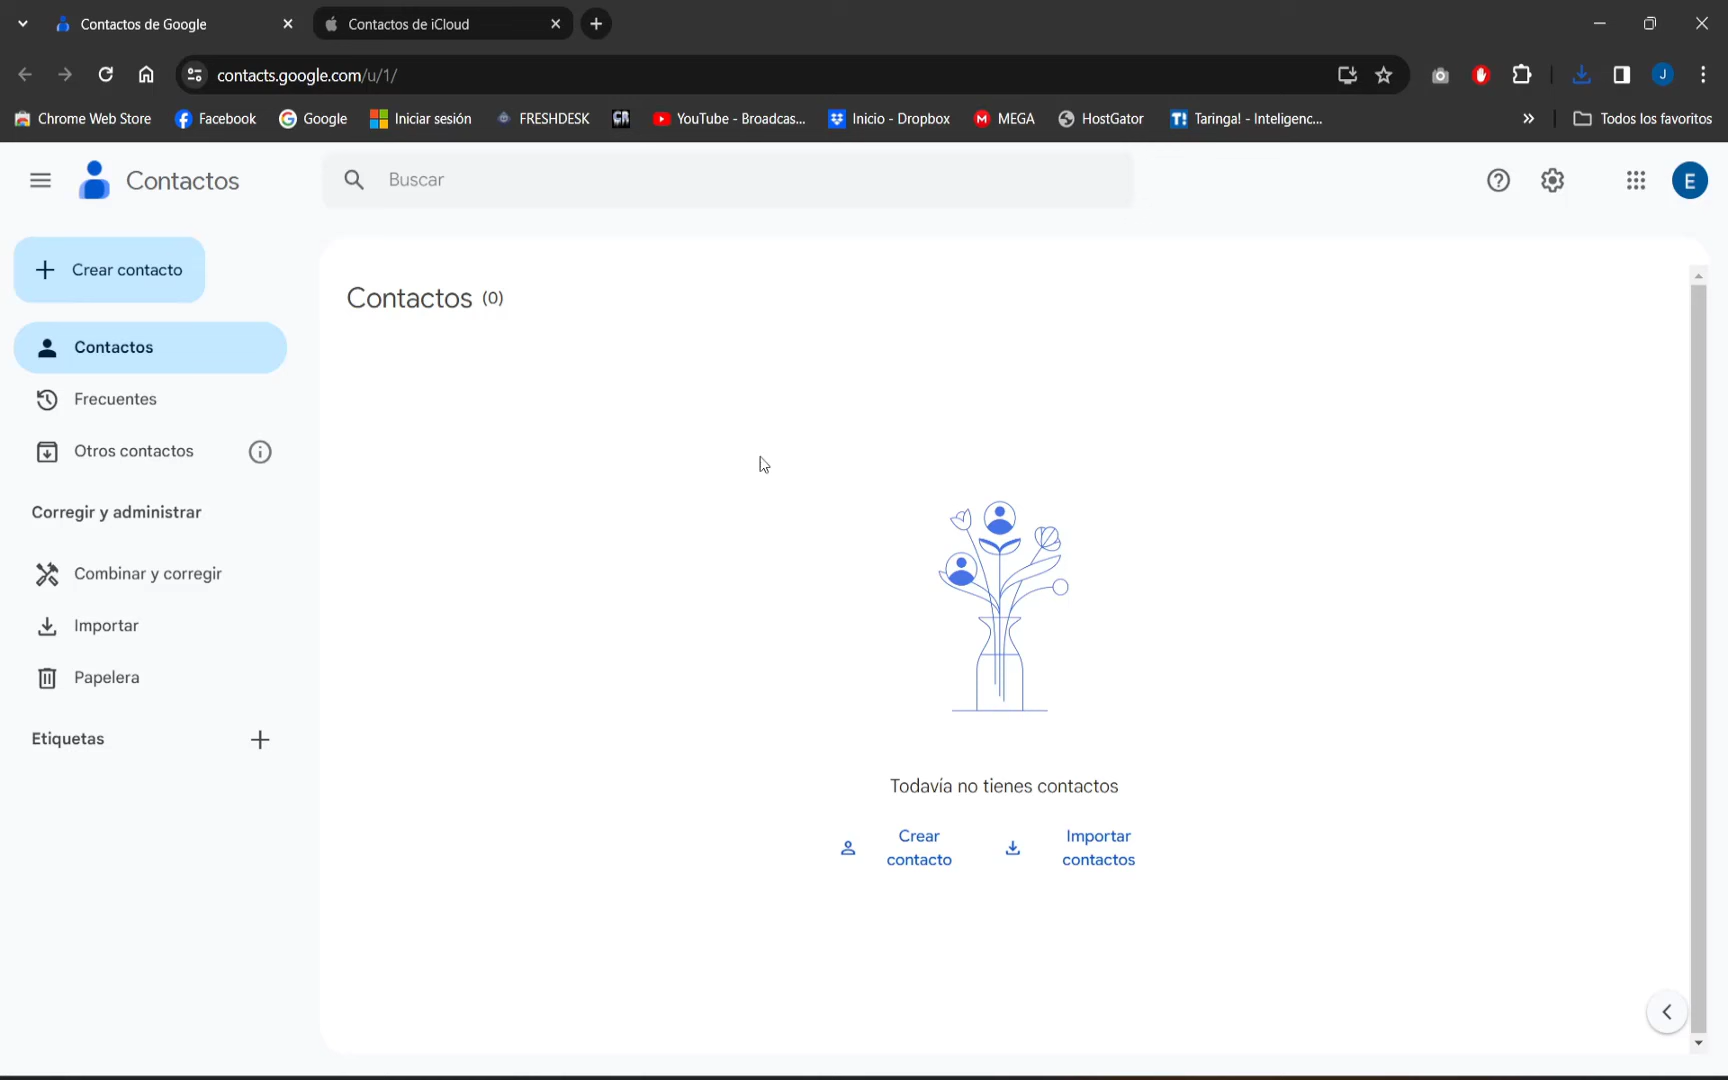 Contactos de Google
Contactos de iCloud
contacts.google.com/u/1/
J
Chrome Web Store Facebook Google Iniciar sesión FRESHDESK CR YouTube - Broadcas... Inicio - Dropbox MEGA HostGator T! Taringa! - Inteligenc... » Todos los favoritos
Contactos
Buscar
E
Crear contacto
Contactos (0)
Contactos
Frecuentes
Otros contactos
Corregir y administrar
Combinar y corregir
Importar
Papelera
Etiquetas
Todavía no tienes contactos
Crear
contacto
Importar
contactos